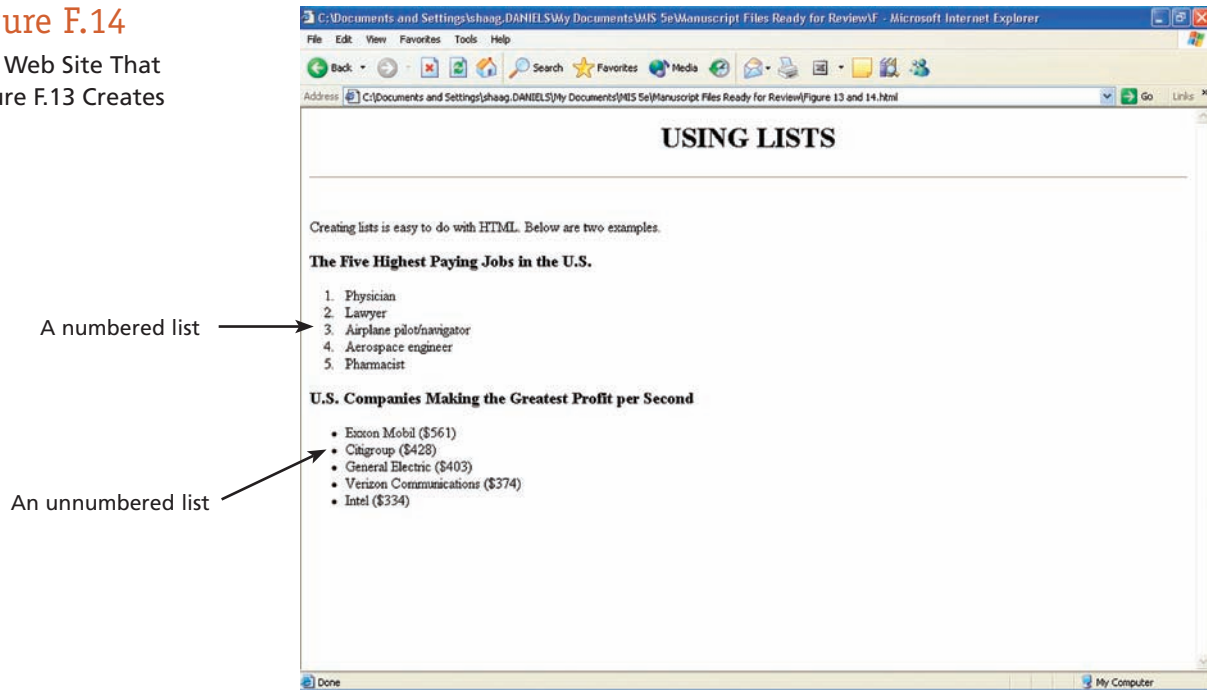 ure F.14
Web Site That
ure F.13 Creates
C:\Documents and Settings\shaag.DANIELS\My Documents\MIS 5e\Manuscript Files Ready for Review\F - Microsoft Internet Explorer
File Edit View Favorites Tools Help
Back Search Favorites Media
Address C:\Documents and Settings\shaag.DANIELS\My Documents\MIS 5e\Manuscript Files Ready for Review\Figure 13 and 14.html Go Links »
USING LISTS
Creating lists is easy to do with HTML. Below are two examples.
The Five Highest Paying Jobs in the U.S.
1. Physician
2. Lawyer
A numbered list
3. Airplane pilot/navigator
4. Aerospace engineer
5. Pharmacist
U.S. Companies Making the Greatest Profit per Second
• Exxon Mobil ($561)
• Citigroup ($428)
• General Electric ($403)
• Verizon Communications ($374)
An unnumbered list
• Intel ($334)
Done My Computer